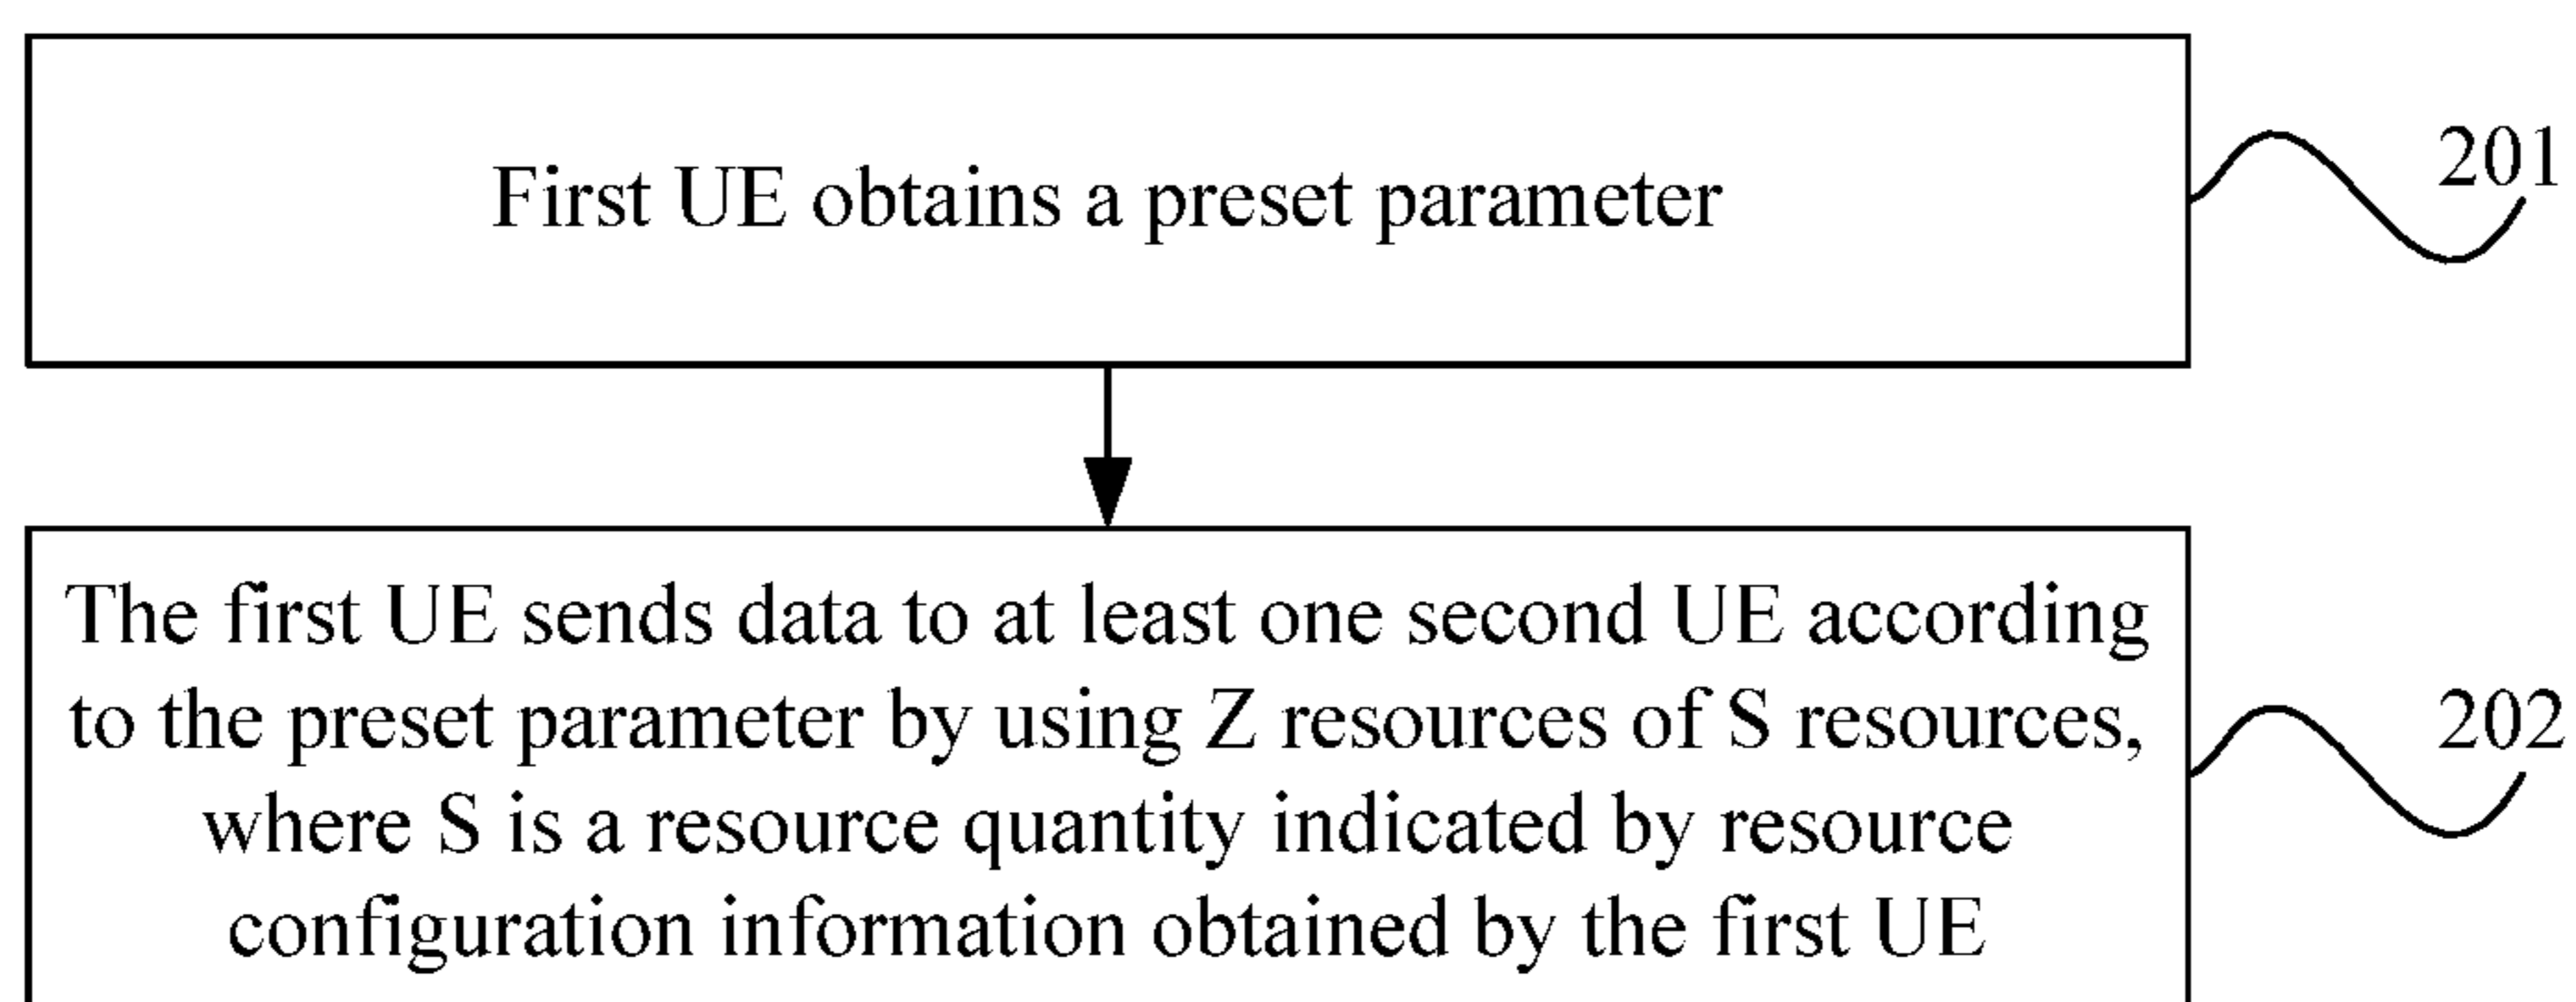 First UE obtains a preset parameter
201
The first UE sends data to at least one second UE according
to the preset parameter by using Z resources of S resources,
where S is a resource quantity indicated by resource
configuration information obtained by the first UE
202